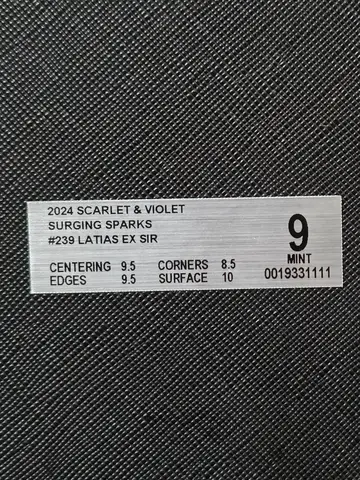 2024 SCARLET & VIOLET
SURGING SPARKS
#239 LATIAS EX SIR
CENTERING 9.5 CORNERS 8.5
EDGES 9.5 SURFACE 10
9
MINT
0019331111